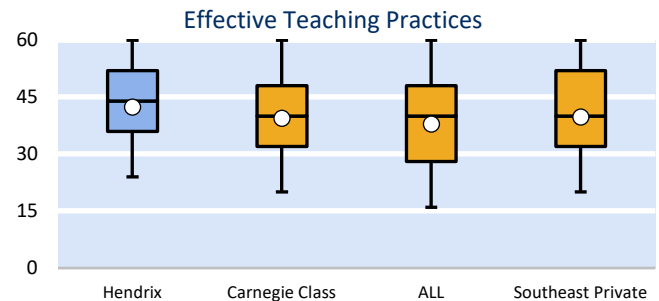 Effective Teaching Practices
60
45
30
15
0
Hendrix Carnegie Class ALL Southeast Private